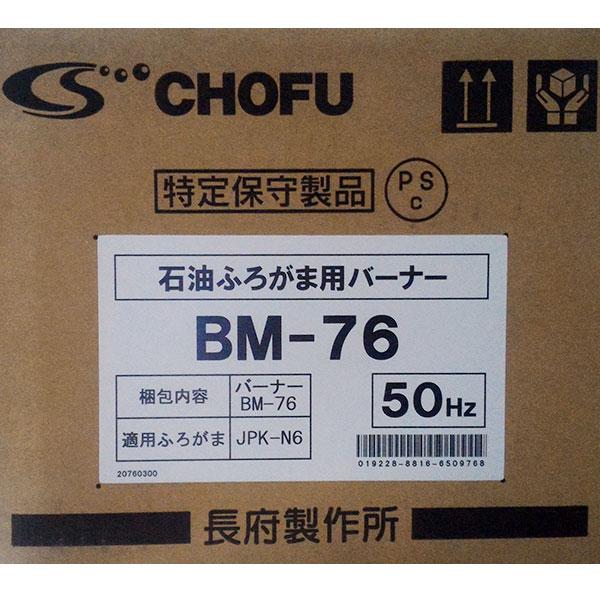 CHOFU
特定保守製品
PS
C
石油ふろがま用バーナー
BM-76
梱包内容 バーナー
BM-76
50Hz
適用ふろがま JPK-N6
019228-8816-6509768
20760300
長府製作所